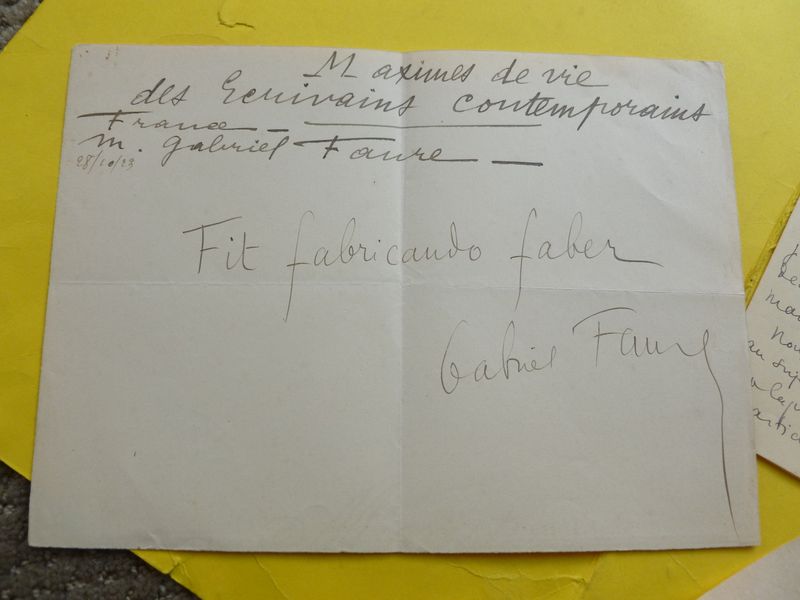 Maximes de vie
des Ecrivains contemporains
France —
M. Gabriel Faure —
28/10/23
Fit fabricando faber
Gabriel Faure